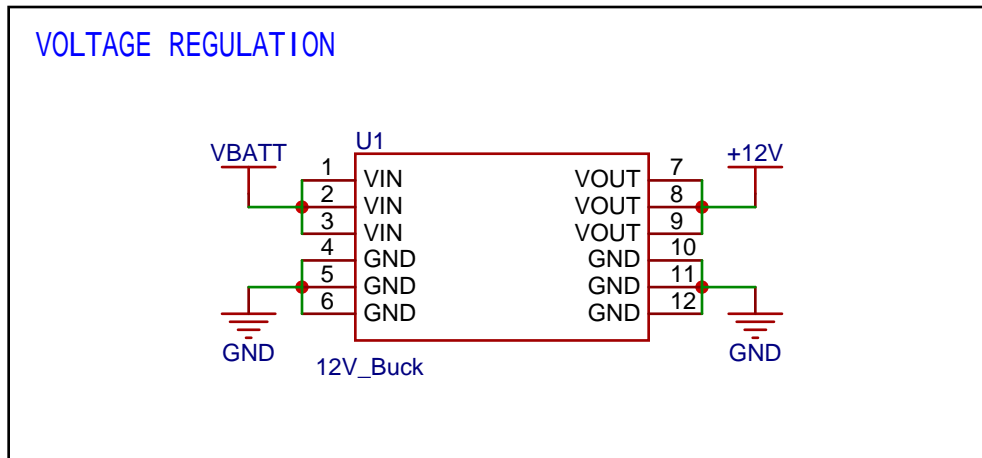 VOLTAGE REGULATION
U1
VBATT +12V
1 VIN VOUT 7
2 VIN VOUT 8
3 VIN VOUT 9
4 GND GND 10
5 GND GND 11
6 GND GND 12
GND GND
12V_Buck